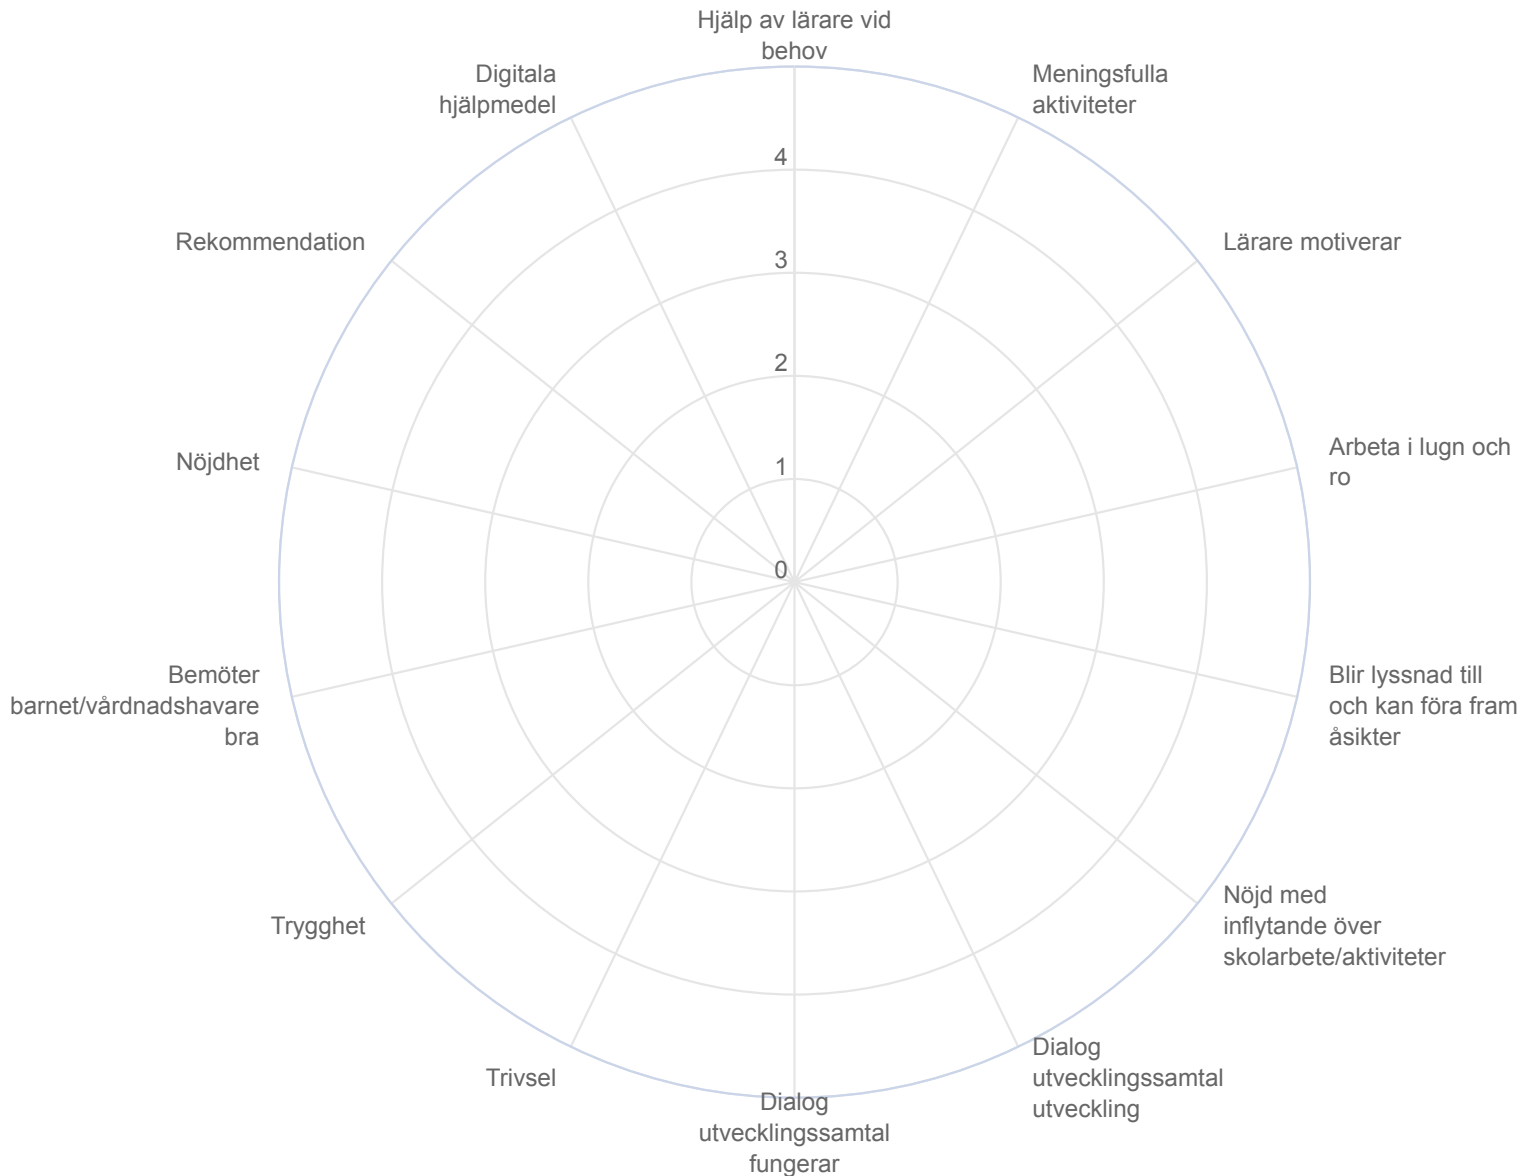 Hjälp av lärare vid
behov
Meningsfulla
aktiviteter
Lärare motiverar
Arbeta i lugn och
ro
Blir lyssnad till
och kan föra fram
åsikter
Nöjd med
inflytande över
skolarbete/aktiviteter
Dialog
utvecklingssamtal
utveckling
Dialog
utvecklingssamtal
fungerar
Trivsel
Trygghet
Bemöter
barnet/vårdnadshavare
bra
Nöjdhet
Rekommendation
Digitala
hjälpmedel
4
3
2
1
0